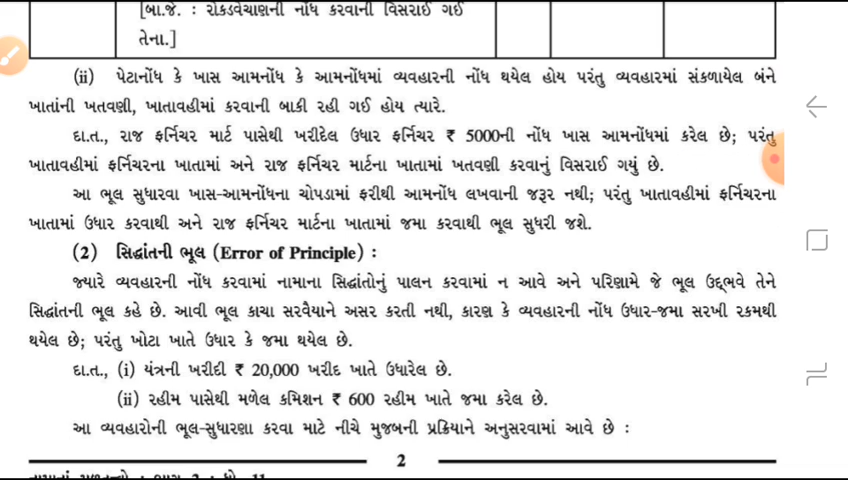 [બા.જે. : રોકડવેચાણની નોંધ કરવાની વિસરાઈ ગઈ
તેના.]
(ii) પેટાનોંધ કે ખાસ આમનોંધ કે આમનોંધમાં વ્યવહારની નોંધ થયેલ હોય પરંતુ વ્યવહારમાં સંકળાયેલ બંને
ખાતાંની ખતવણી, ખાતાવહીમાં કરવાની બાકી રહી ગઈ હોય ત્યારે.
દા.ત., રાજ ફર્નિચર માર્ટ પાસેથી ખરીદેલ ઉધાર ફર્નિચર ₹ 5000ની નોંધ ખાસ આમનોંધમાં કરેલ છે; પરંતુ
ખાતાવહીમાં ફર્નિચરના ખાતામાં અને રાજ ફર્નિચર માર્ટના ખાતામાં ખતવણી કરવાનું વિસરાઈ ગયું છે.
આ ભૂલ સુધારવા ખાસ-આમનોંધના ચોપડામાં ફરીથી આમનોંધ લખવાની જરૂર નથી; પરંતુ ખાતાવહીમાં ફર્નિચરના
ખાતામાં ઉધાર કરવાથી અને રાજ ફર્નિચર માર્ટના ખાતામાં જમા કરવાથી ભૂલ સુધરી જશે.
(2) સિદ્ધાંતની ભૂલ (Error of Principle) :
જ્યારે વ્યવહારની નોંધ કરવામાં નામાના સિદ્ધાંતોનું પાલન કરવામાં ન આવે અને પરિણામે જે ભૂલ ઉદ્ભવે તેને
સિદ્ધાંતની ભૂલ કહે છે. આવી ભૂલ કાચા સરવૈયાને અસર કરતી નથી, કારણ કે વ્યવહારની નોંધ ઉધાર-જમા સરખી રકમથી
થયેલ છે; પરંતુ ખોટા ખાતે ઉધાર કે જમા થયેલ છે.
દા.ત., (i) યંત્રની ખરીદી ₹ 20,000 ખરીદ ખાતે ઉધારેલ છે.
(ii) રહીમ પાસેથી મળેલ કમિશન ₹ 600 રહીમ ખાતે જમા કરેલ છે.
આ વ્યવહારોની ભૂલ-સુધારણા કરવા માટે નીચે મુજબની પ્રક્રિયાને અનુસરવામાં આવે છે :
2